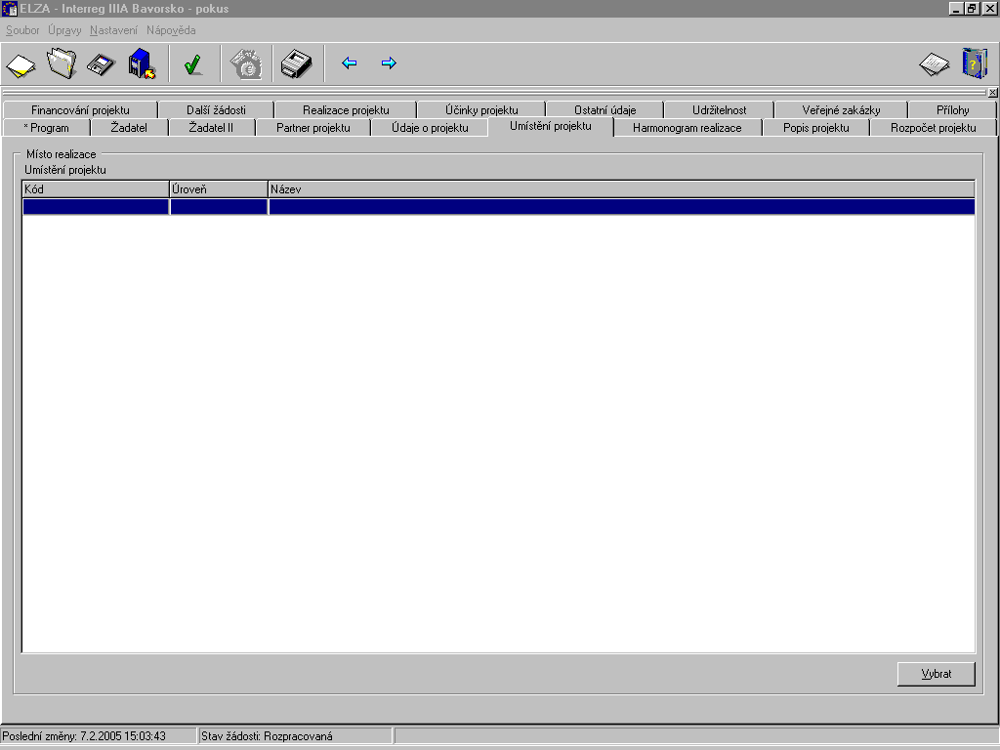 ELZA - Interreg IIIA Bavorsko - pokus
Soubor Úpravy Nastavení Nápověda
Financování projektu Další žádosti Realizace projektu Účinky projektu Ostatní údaje Udržitelnost Veřejné zakázky Přílohy
* Program Žadatel Žadatel II Partner projektu Údaje o projektu Umístění projektu Harmonogram realizace Popis projektu Rozpočet projektu
Místo realizace
Umístění projektu
Kód Úroveň Název
Vybrat
Poslední změny: 7.2.2005 15:03:43 Stav žádosti: Rozpracovaná